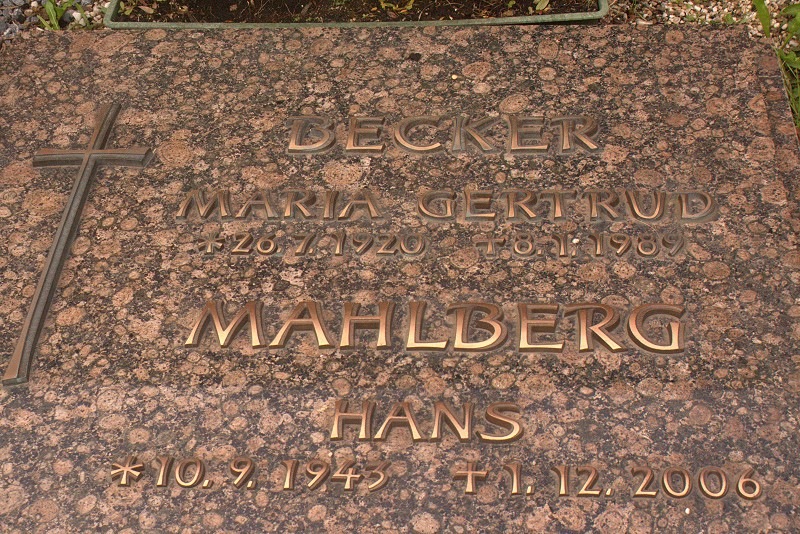 BECKER
MARIA GERTRUD
* 26.7.1920 † 8.1.1989
MAHLBERG
HANS
* 10.9.1943 † 1.12.2006